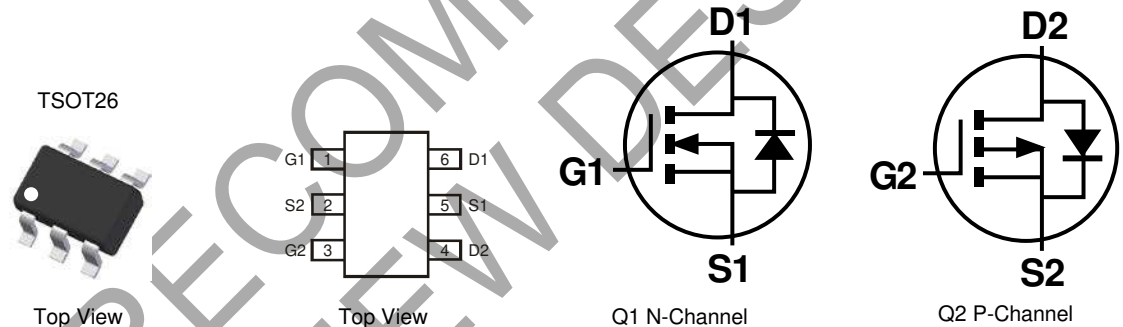 TSOT26
Top View
G1 1 6 D1
S2 2 5 S1
G2 3 4 D2
Top View
D1
G1
S1
Q1 N-Channel
D2
G2
S2
Q2 P-Channel